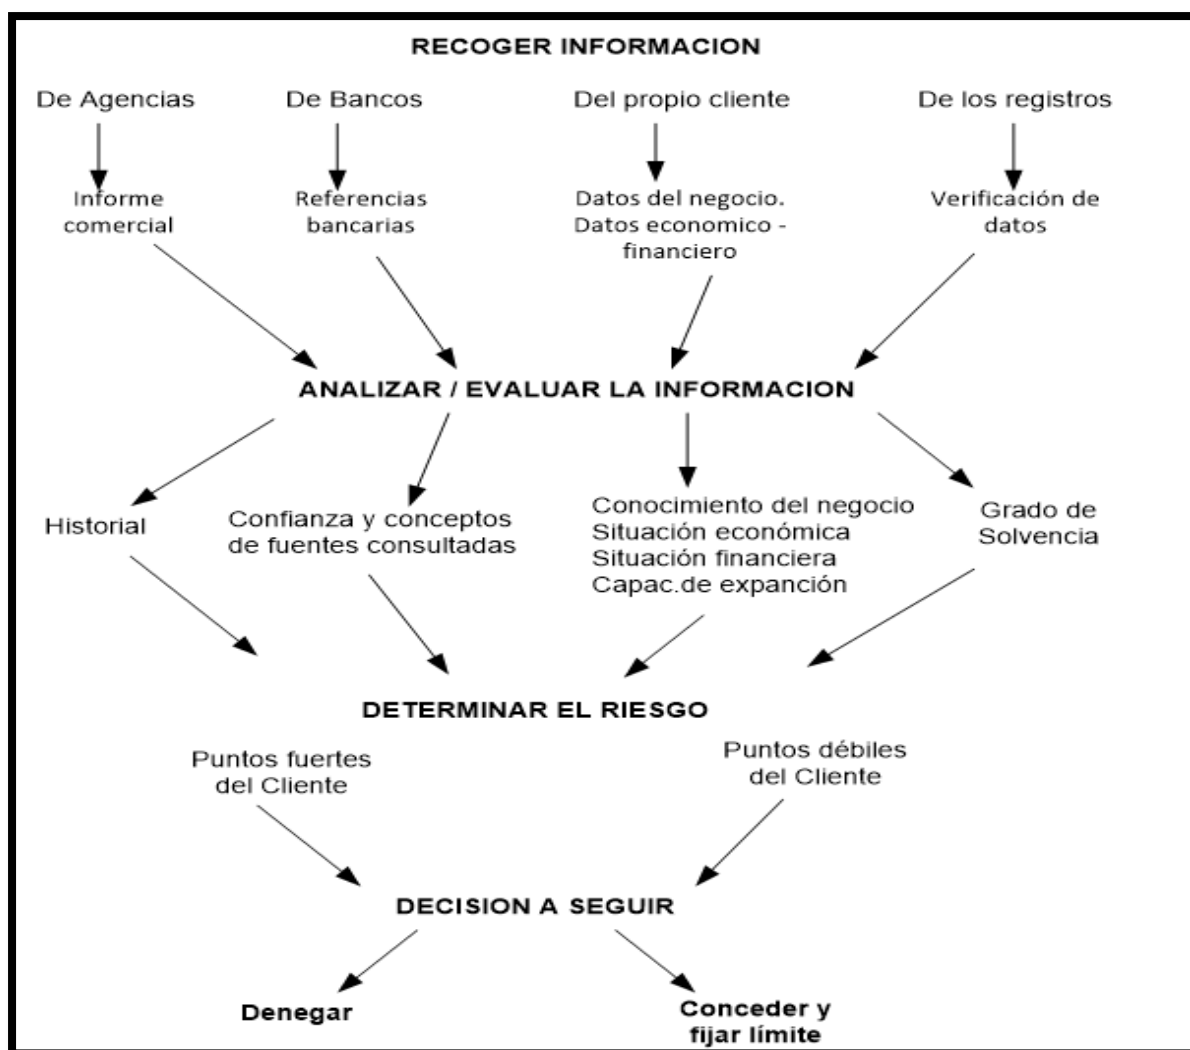 RECOGER INFORMACION
De Agencias
De Bancos
Del propio cliente
De los registros
Informe
comercial
Referencias
bancarias
Datos del negocio.
Datos economico -
financiero
Verificación de
datos
ANALIZAR / EVALUAR LA INFORMACION
Historial
Confianza y conceptos
de fuentes consultadas
Conocimiento del negocio
Situación económica
Situación financiera
Capac.de expanción
Grado de
Solvencia
DETERMINAR EL RIESGO
Puntos fuertes
del Cliente
Puntos débiles
del Cliente
DECISION A SEGUIR
Denegar
Conceder y
fijar límite